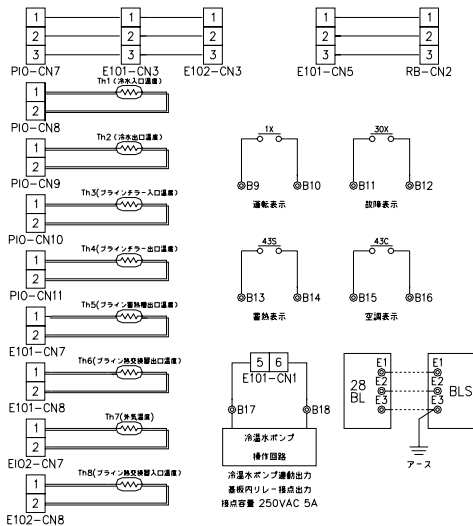 1 1 1
2 2 2
3 3 3
PIO-CN7 E101-CN3 E102-CN3
1 1
2 2
3 3
E101-CN5 RB-CN2
Th1(冷水入口温度)
1
2
PIO-CN8
Th2(冷水出口温度)
1
2
PIO-CN9
Th3(ブラインチラー入口温度)
1
2
PIO-CN10
Th4(ブラインチラー出口温度)
1
2
PIO-CN11
Th5(ブライン蓄熱槽出口温度)
1
2
E101-CN7
Th6(ブライン熱交換器出口温度)
1
2
E101-CN8
Th7(外気温度)
1
2
EIO2-CN7
Th8(ブライン熱交換器入口温度)
1
2
E102-CN8
1X
B9 B10
運転表示
30X
B11 B12
故障表示
43S
B13 B14
蓄熱表示
43C
B15 B16
空調表示
5 6
E101-CN1
B17 B18
冷温水ポンプ
操作回路
冷温水ポンプ連動出力
基板内リレー接点出力
接点容量 250VAC 5A
28
BL
E1 E1
E2 E2
E3 E3
BLS
アース